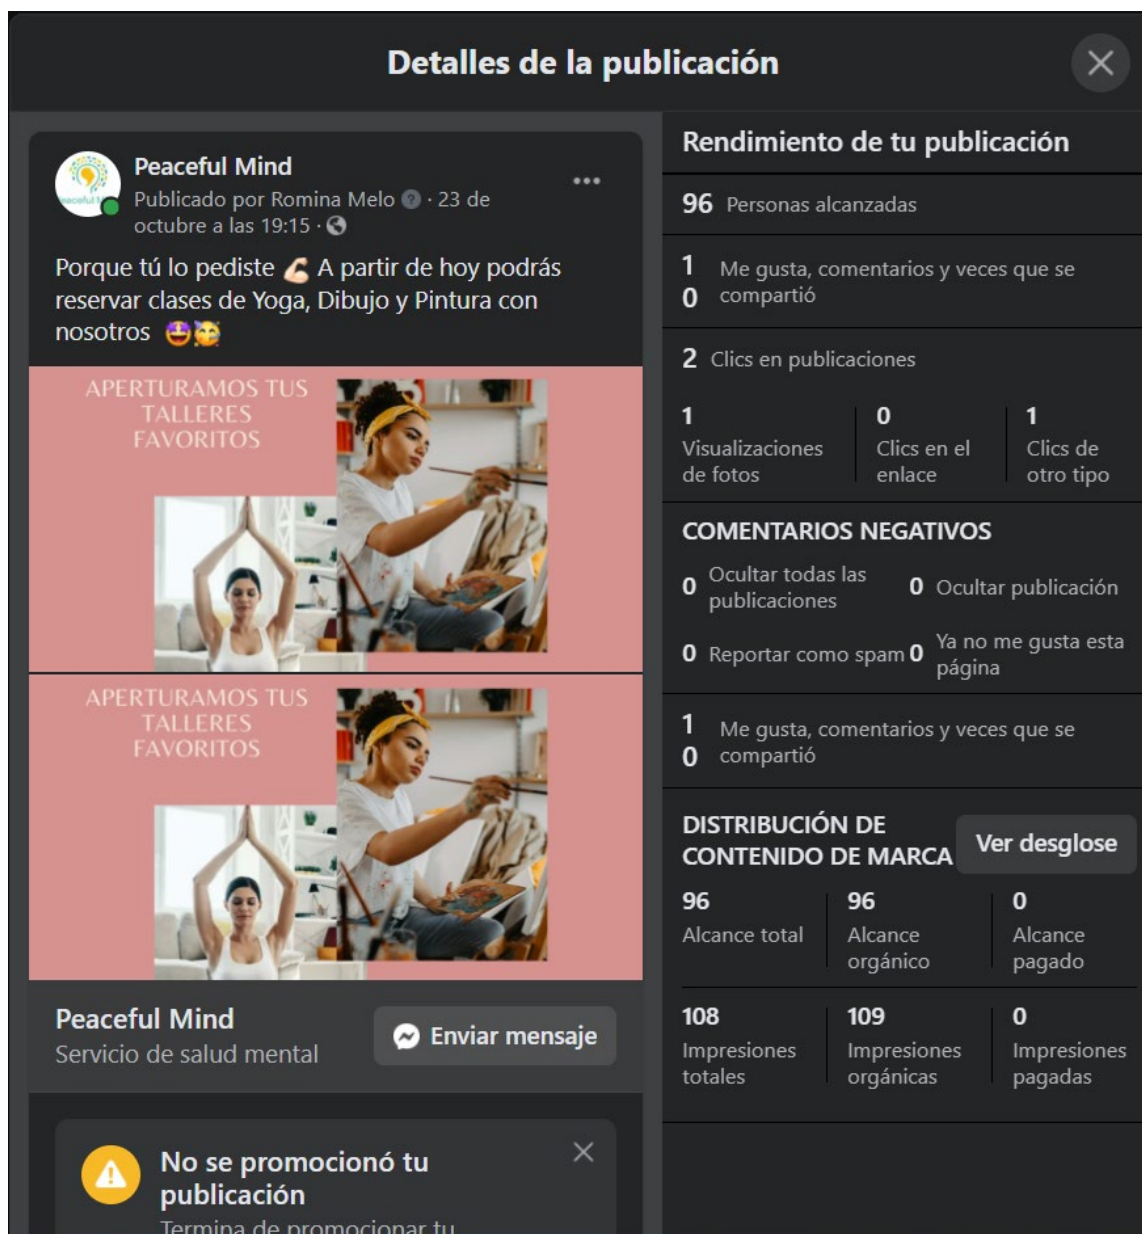 Detalles de la publicación
Peaceful Mind
Publicado por Romina Melo · 23 de
octubre a las 19:15 ·
Porque tú lo pediste 💪🏻 A partir de hoy podrás
reservar clases de Yoga, Dibujo y Pintura con
nosotros 🤩🥳
APERTURAMOS TUS
TALLERES
FAVORITOS
APERTURAMOS TUS
TALLERES
FAVORITOS
Peaceful Mind
Servicio de salud mental
Enviar mensaje
No se promocionó tu
publicación
Termina de promocionar tu
Rendimiento de tu publicación
96 Personas alcanzadas
1
0
Me gusta, comentarios y veces que se
compartió
2 Clics en publicaciones
1
Visualizaciones
de fotos
0
Clics en el
enlace
1
Clics de
otro tipo
COMENTARIOS NEGATIVOS
0 Ocultar todas las
publicaciones
0 Ocultar publicación
0 Reportar como spam
0 Ya no me gusta esta
página
1
0
Me gusta, comentarios y veces que se
compartió
DISTRIBUCIÓN DE
CONTENIDO DE MARCA
Ver desglose
96
Alcance total
96
Alcance
orgánico
0
Alcance
pagado
108
Impresiones
totales
109
Impresiones
orgánicas
0
Impresiones
pagadas